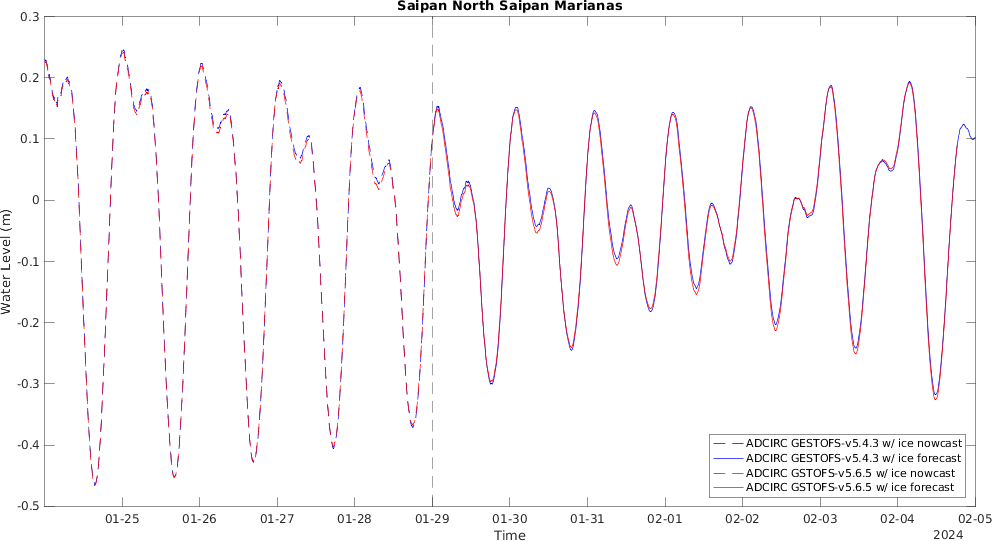 Saipan North Saipan Marianas
0.3
0.2
0.1
0
-0.1
-0.2
-0.3
-0.4
-0.5
Water Level (m)
ADCIRC GESTOFS-v5.4.3 w/ ice nowcast
ADCIRC GESTOFS-v5.4.3 w/ ice forecast
ADCIRC GSTOFS-v5.6.5 w/ ice nowcast
ADCIRC GSTOFS-v5.6.5 w/ ice forecast
01-25 01-26 01-27 01-28 01-29 01-30 01-31 02-01 02-02 02-03 02-04 02-05
Time
2024